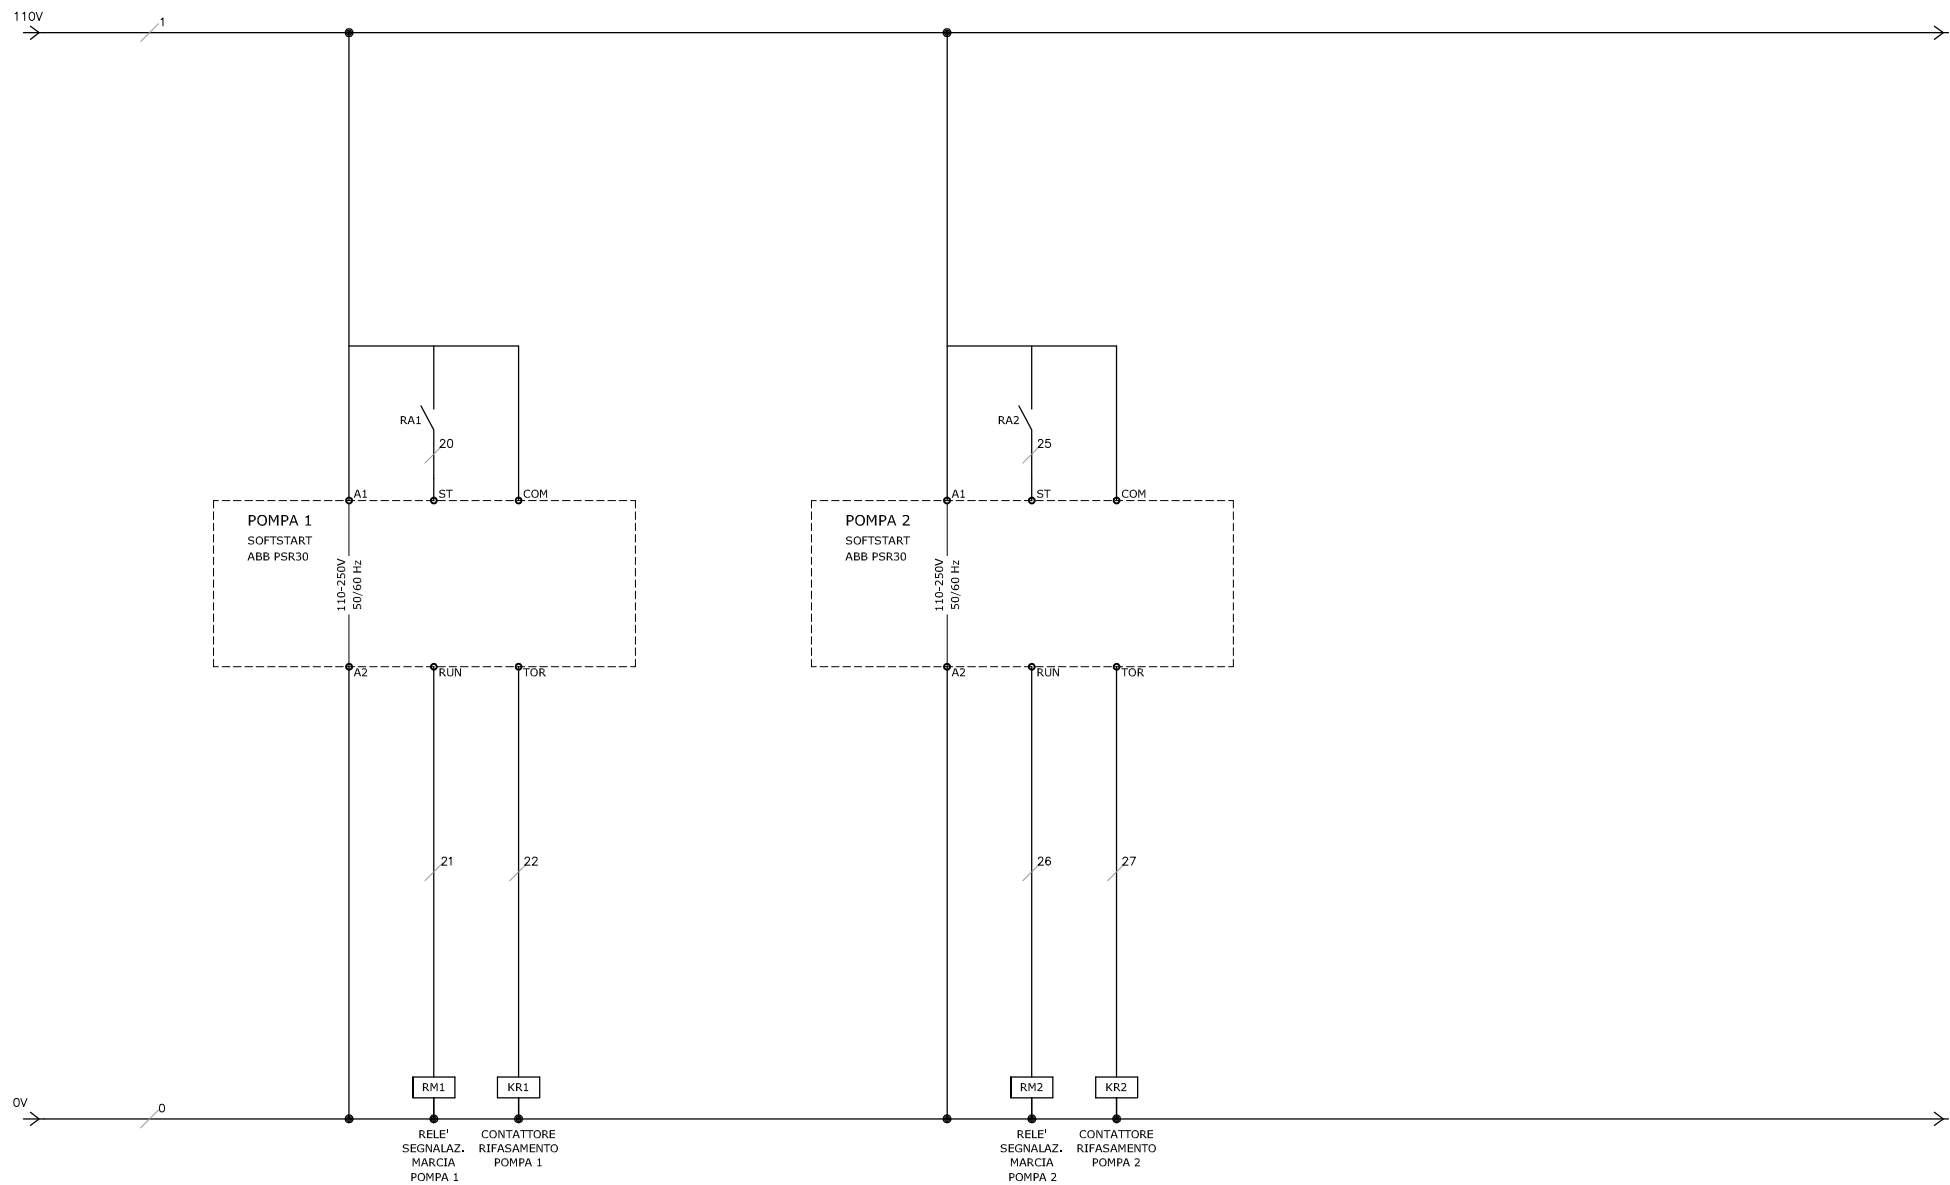 110V
1
RA1
20
RA2
25
A1
ST
COM
A1
ST
COM
POMPA 1
SOFTSTART
ABB PSR30
110-250V
50/60 Hz
POMPA 2
SOFTSTART
ABB PSR30
110-250V
50/60 Hz
A2
RUN
TOR
A2
RUN
TOR
21
22
26
27
RM1
KR1
RM2
KR2
0V
0
RELE'
SEGNALAZ.
MARCIA
POMPA 1
CONTATTORE
RIFASAMENTO
POMPA 1
RELE'
SEGNALAZ.
MARCIA
POMPA 2
CONTATTORE
RIFASAMENTO
POMPA 2